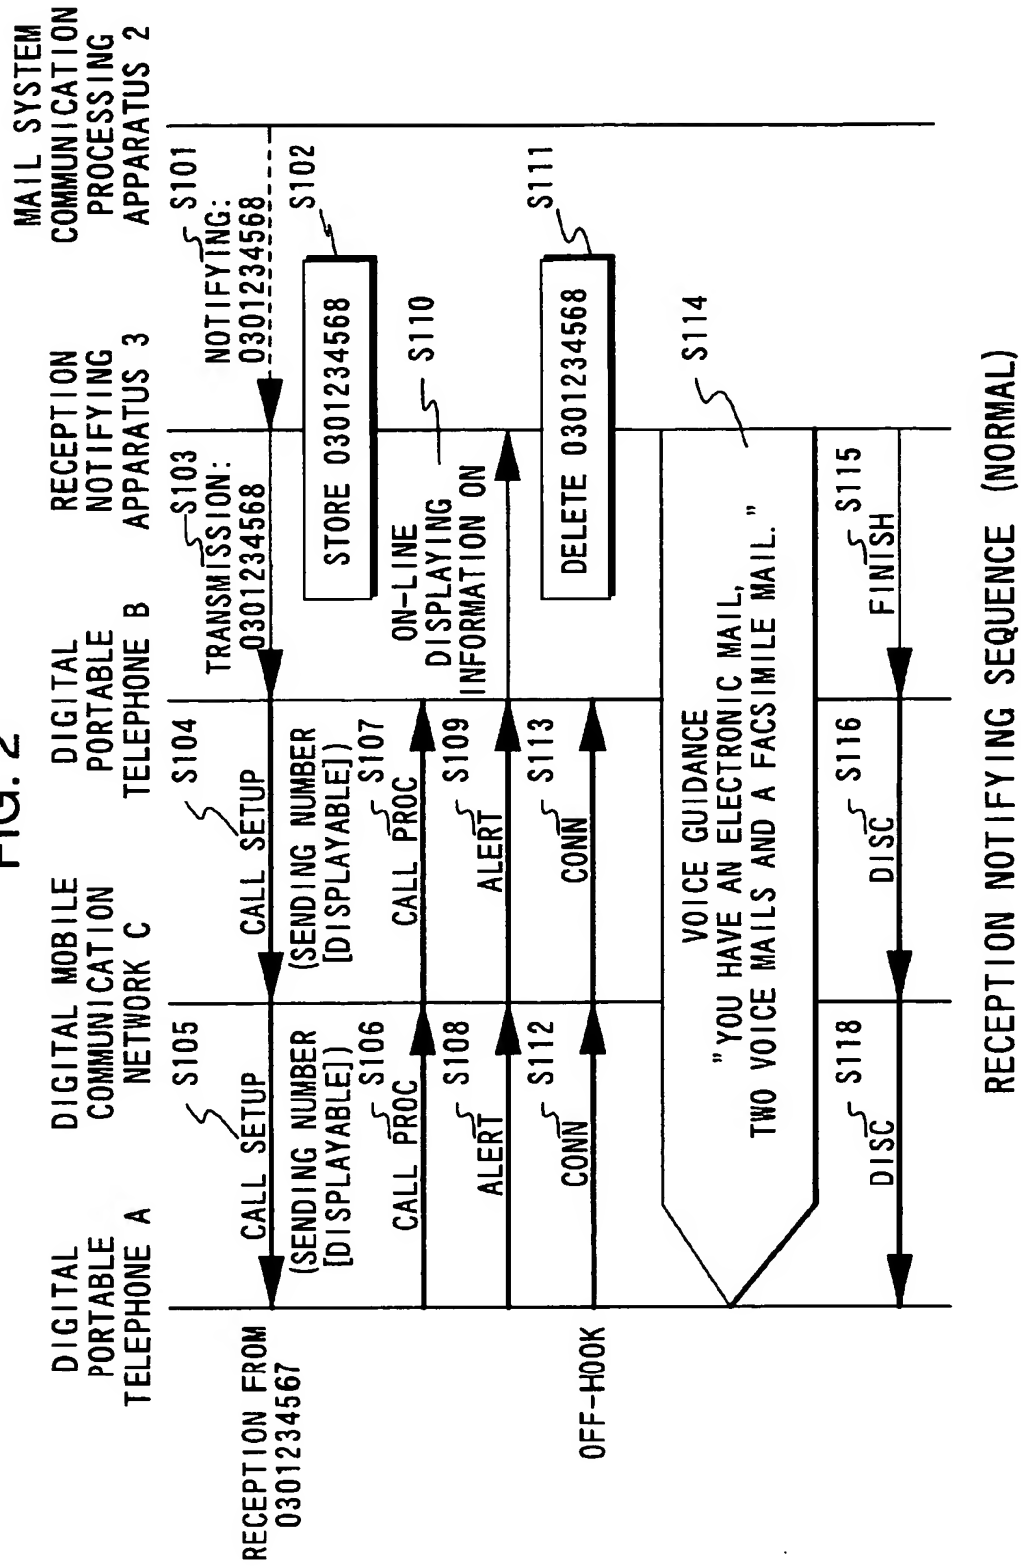 FIG. 2
DIGITAL
PORTABLE
TELEPHONE A
DIGITAL MOBILE
COMMUNICATION
NETWORK C
DIGITAL
PORTABLE
TELEPHONE B
RECEPTION
NOTIFYING
APPARATUS 3
MAIL SYSTEM
COMMUNICATION
PROCESSING
APPARATUS 2
S101
NOTIFYING:
0301234568
S102
STORE 0301234568
S103
TRANSMISSION:
0301234568
S104
CALL SETUP
(SENDING NUMBER
[DISPLAYABLE])
S105
CALL SETUP
(SENDING NUMBER
[DISPLAYABLE])
RECEPTION FROM
0301234567
S106
CALL PROC
S107
CALL PROC
S108
ALERT
S109
ALERT
S110
ON-LINE
DISPLAYING
INFORMATION ON
S111
DELETE 0301234568
OFF-HOOK
S112
CONN
S113
CONN
S114
VOICE GUIDANCE
"YOU HAVE AN ELECTRONIC MAIL,
TWO VOICE MAILS AND A FACSIMILE MAIL."
S115
FINISH
S116
DISC
S118
DISC
RECEPTION NOTIFYING SEQUENCE (NORMAL)